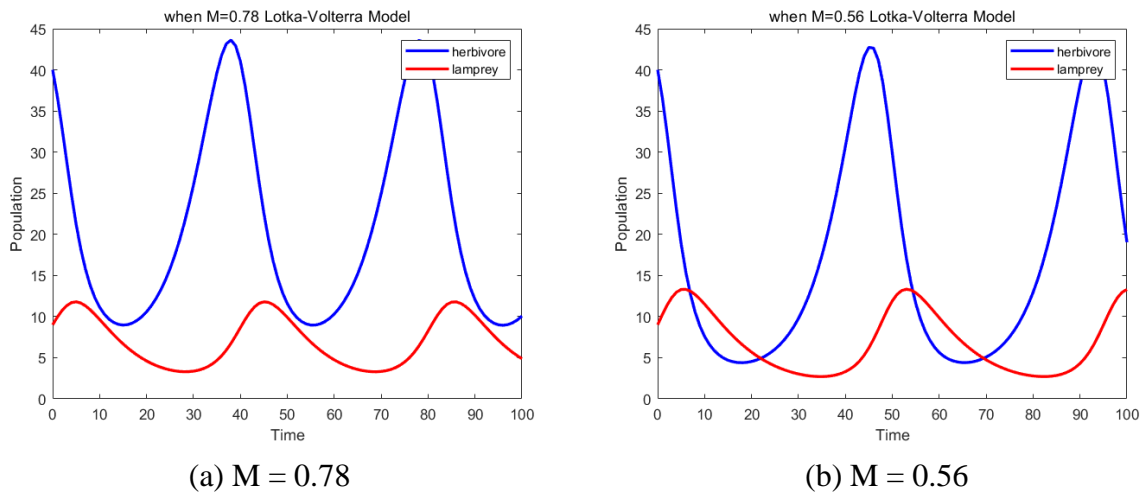 when M=0.78 Lotka-Volterra Model
herbivore
lamprey
Population
45
40
35
30
25
20
15
10
5
0
0 10 20 30 40 50 60 70 80 90 100
Time
(a) M = 0.78
when M=0.56 Lotka-Volterra Model
herbivore
lamprey
Population
45
40
35
30
25
20
15
10
5
0
0 10 20 30 40 50 60 70 80 90 100
Time
(b) M = 0.56